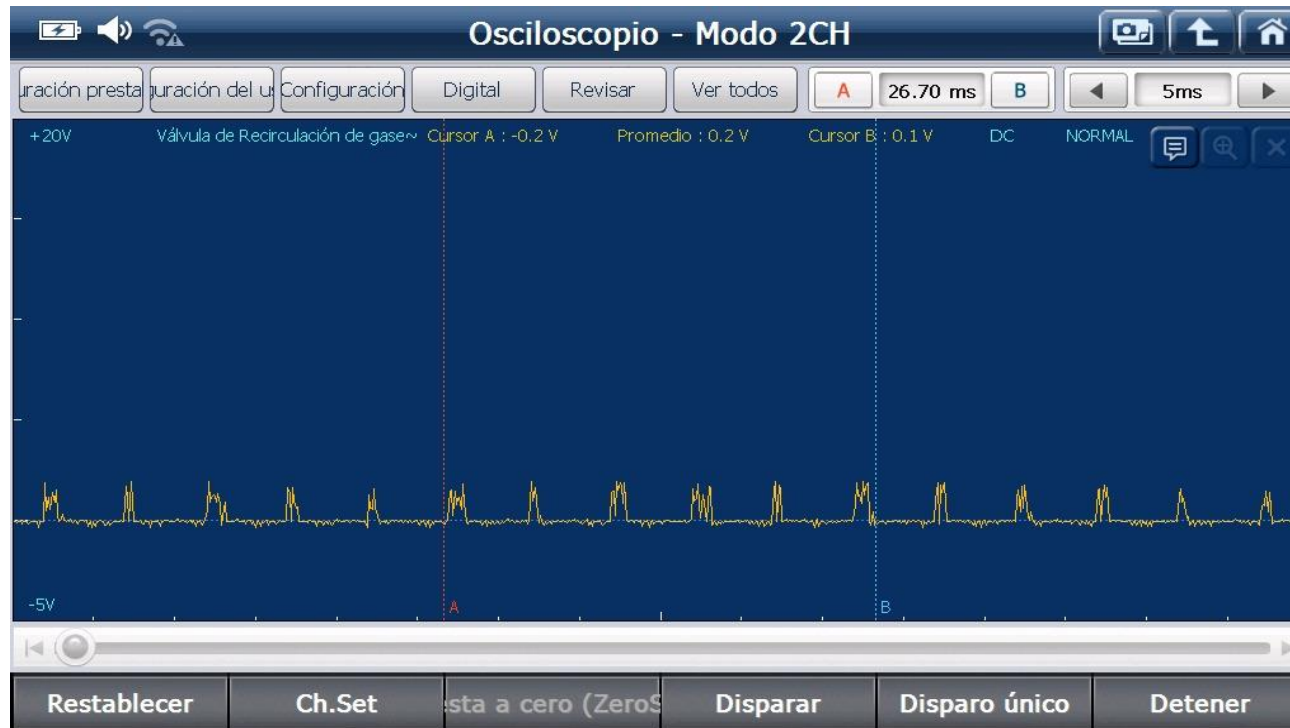 Osciloscopio - Modo 2CH
uración presta guración del u Configuración Digital Revisar Ver todos A 26.70 ms B 5ms
+20V Válvula de Recirculación de gase~ Cursor A : -0.2 V Promedio : 0.2 V Cursor B : 0.1 V DC NORMAL
-5V A B
Restablecer Ch.Set sta a cero (ZeroS Disparar Disparo único Detener